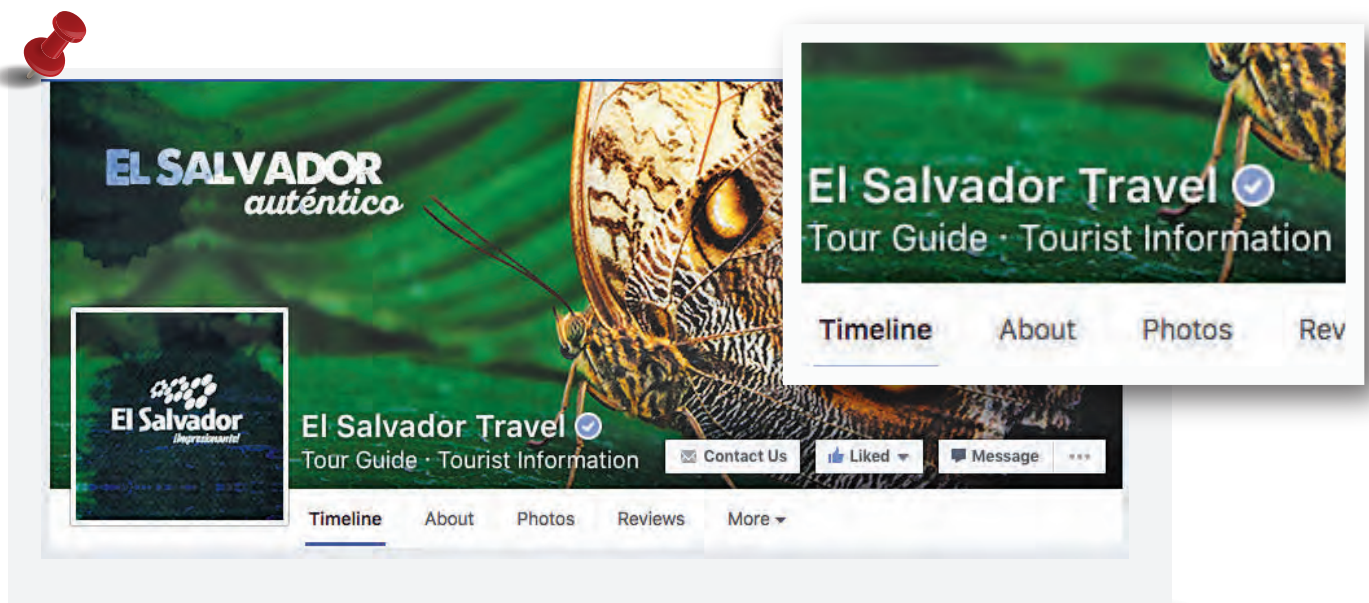 EL SALVADOR
auténtico
El Salvador
¡Impresionante!
El Salvador Travel
Tour Guide · Tourist Information
Contact Us
Liked
Message
Timeline About Photos Reviews More
El Salvador Travel
Tour Guide · Tourist Information
Timeline About Photos Rev